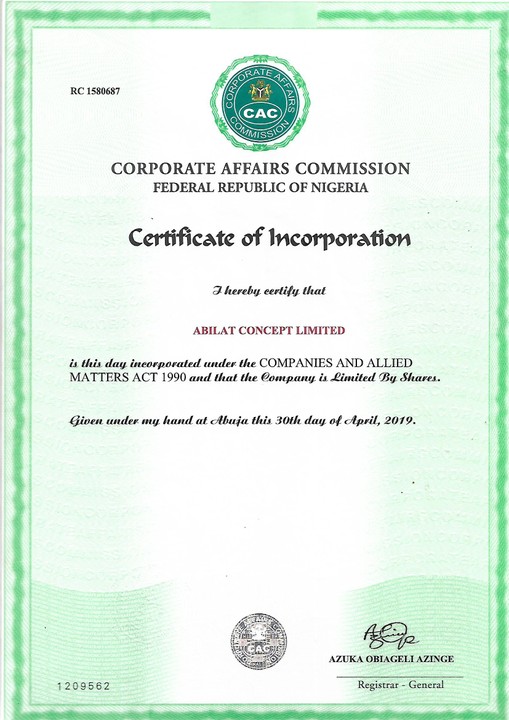 RC 1580687
CORPORATE AFFAIRS
CAC
COMMISSION
CORPORATE AFFAIRS COMMISSION
FEDERAL REPUBLIC OF NIGERIA
Certificate of Incorporation
I hereby certify that
ABILAT CONCEPT LIMITED
is this day incorporated under the COMPANIES AND ALLIED
MATTERS ACT 1990 and that the Company is Limited By Shares.
Given under my hand at Abuja this 30th day of April, 2019.
CAC
AZUKA OBIAGELI AZINGE
Registrar - General
1209562